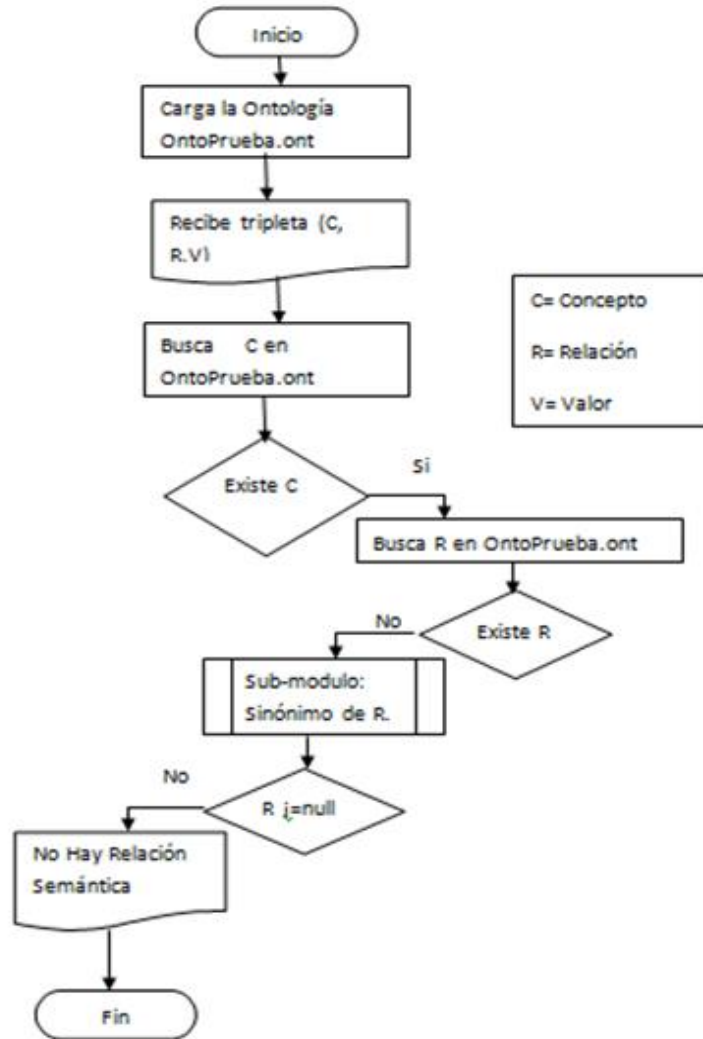 Inicio
Carga la Ontología
OntoPrueba.ont
Recibe tripleta (C,
R.V)
C= Concepto
R= Relación
V= Valor
Busca C en
OntoPrueba.ont
Existe C
Si
Busca R en OntoPrueba.ont
Existe R
No
Sub-modulo:
Sinónimo de R.
R ¡=null
No
No Hay Relación
Semántica
Fin